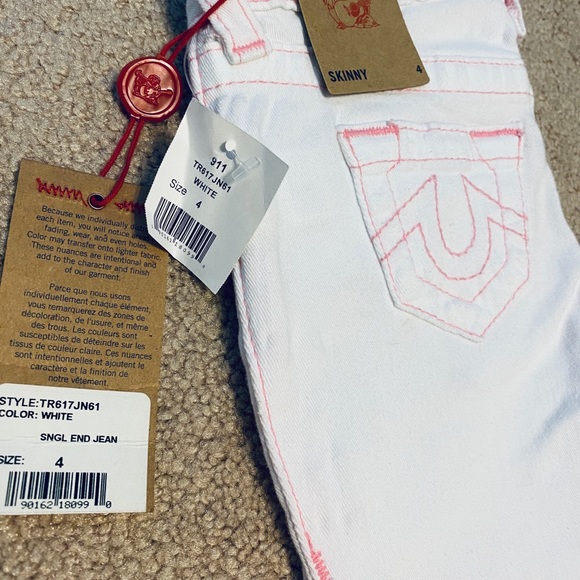 SKINNY
4
911
TR617JN61
WHITE
Size 4
Because we individually
each item, you will notice
fading, wear, and even holes.
Color may transfer onto lighter fabric.
These nuances are intentional and
add to the character and finish
of our garment.
Parce que nous usons
individuellement chaque élément,
vous remarquerez des zones de
décoloration, de l'usure, et même
des trous. Les couleurs sont
susceptibles de déteindre sur les
tissus de couleur claire. Ces nuances
sont intentionnelles et ajoutent le
caractère et la finition de
notre vêtement.
STYLE:TR617JN61
COLOR: WHITE
SNGL END JEAN
SIZE: 4
90162 18099 0